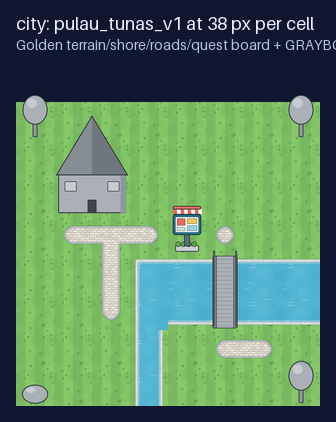 city: pulau_tunas_v1 at 38 px per cell
Golden terrain/shore/roads/quest board + GRAYBO